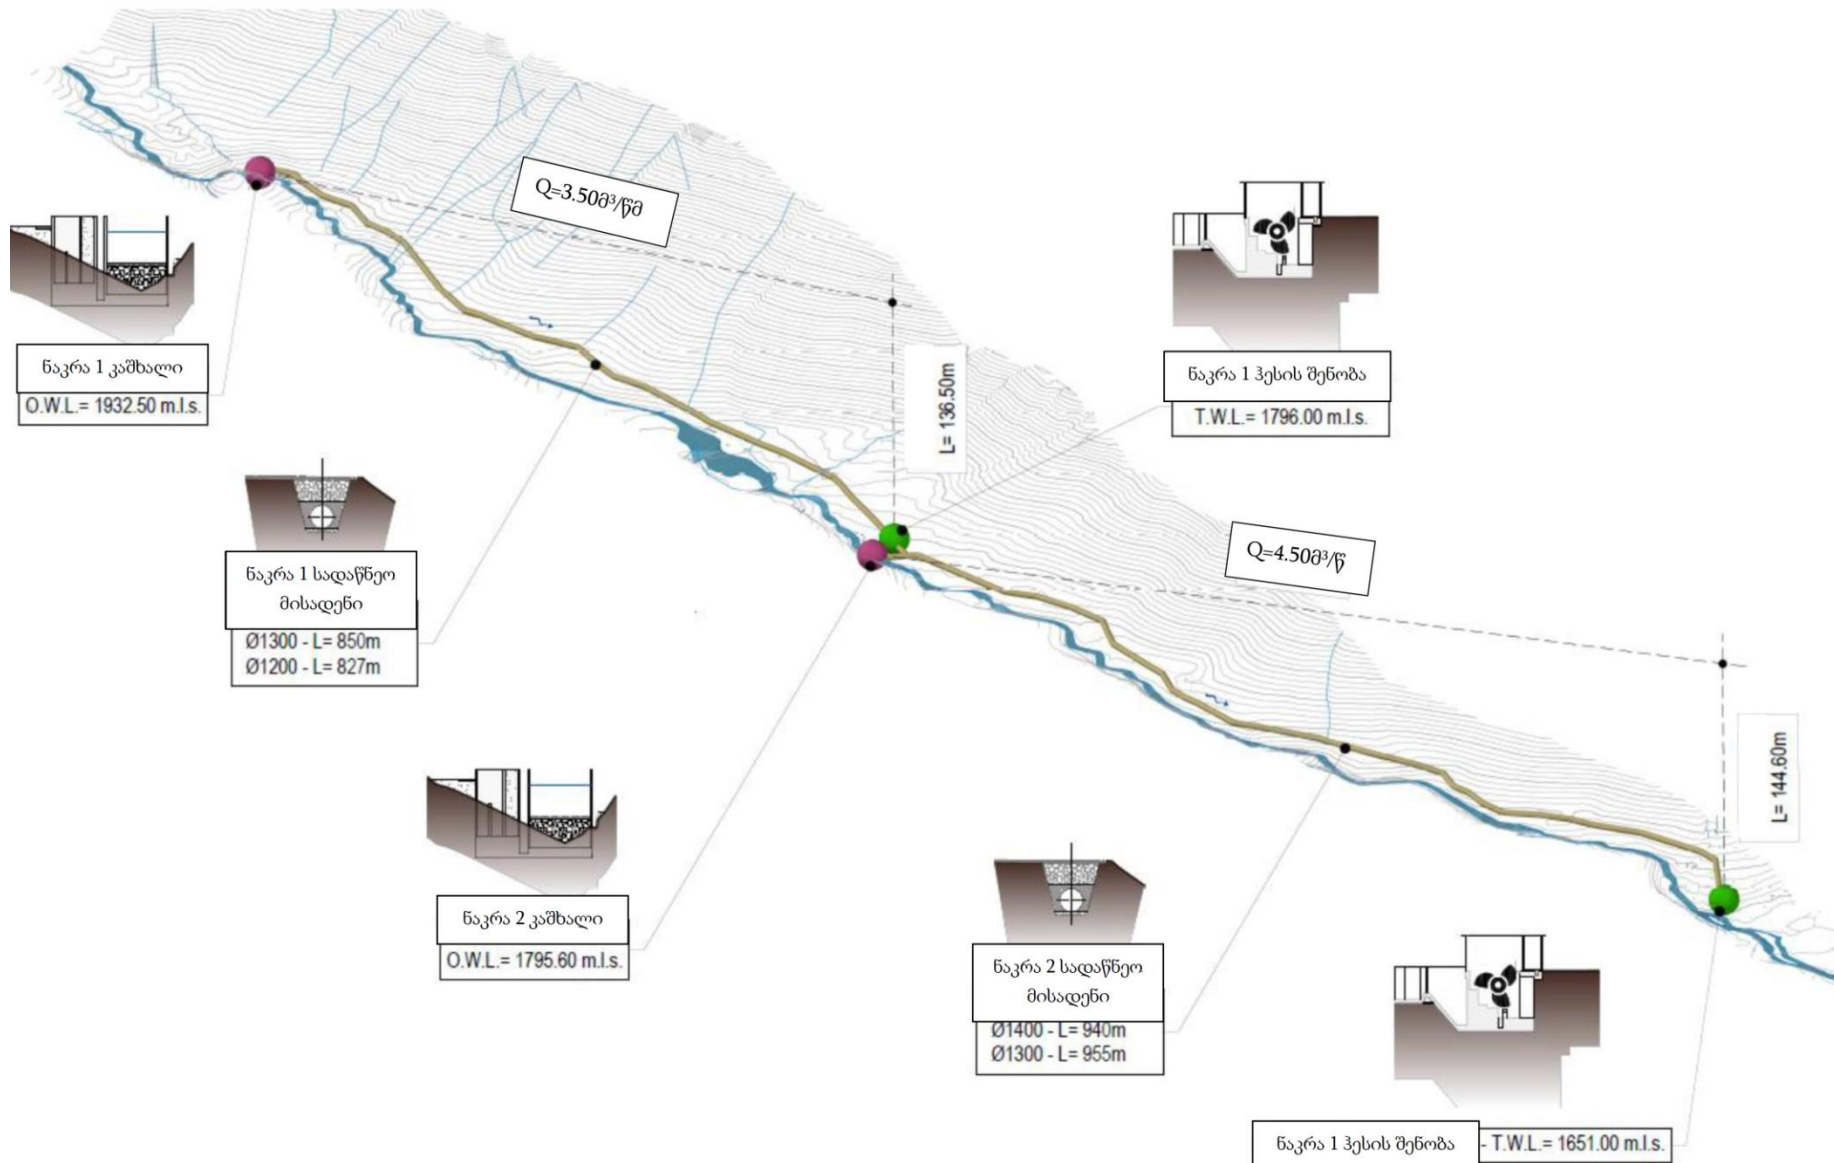 Q=3.50მ³/წმ
ნაკრა 1 კაშხალი
O.W.L.= 1932.50 m.l.s.
ნაკრა 1 ჰესის შენობა
T.W.L.= 1796.00 m.l.s.
L= 136.50m
ნაკრა 1 სადაწნეო
მისადენი
Ø1300 - L= 850m
Ø1200 - L= 827m
Q=4.50მ³/წ
L= 144.60m
ნაკრა 2 კაშხალი
O.W.L.= 1795.60 m.l.s.
ნაკრა 2 სადაწნეო
მისადენი
Ø1400 - L= 940m
Ø1300 - L= 955m
ნაკრა 1 ჰესის შენობა - T.W.L.= 1651.00 m.l.s.